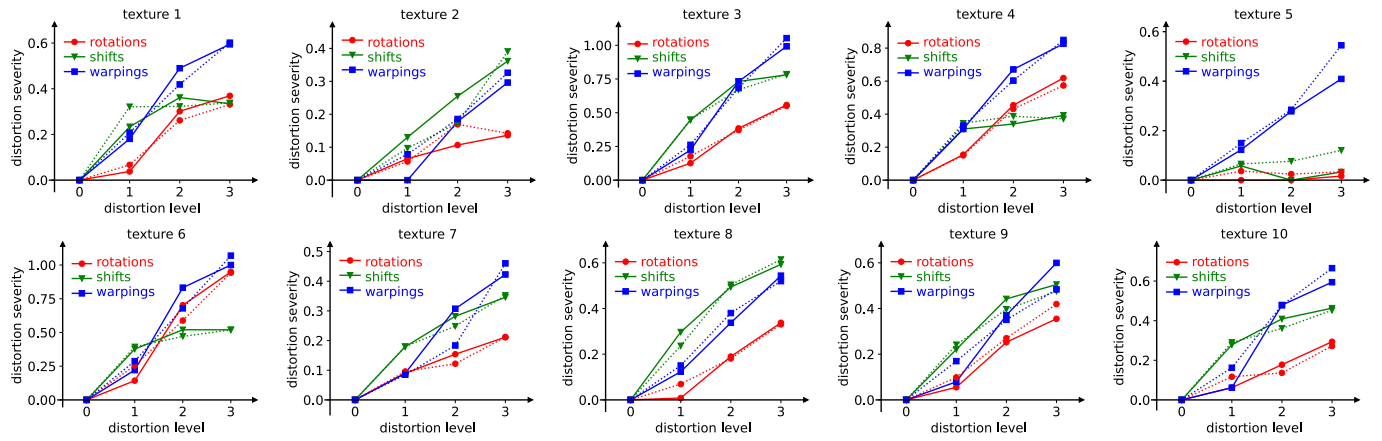 texture 1
distortion severity
0.6
0.4
0.2
0.0
rotations
shifts
warpings
0 1 2 3
distortion level
texture 2
distortion severity
0.4
0.3
0.2
0.1
0.0
rotations
shifts
warpings
0 1 2 3
distortion level
texture 3
distortion severity
1.00
0.75
0.50
0.25
0.00
rotations
shifts
warpings
0 1 2 3
distortion level
texture 4
distortion severity
0.8
0.6
0.4
0.2
0.0
rotations
shifts
warpings
0 1 2 3
distortion level
texture 5
distortion severity
0.6
0.4
0.2
0.0
rotations
shifts
warpings
0 1 2 3
distortion level
texture 6
distortion severity
1.00
0.75
0.50
0.25
0.00
rotations
shifts
warpings
0 1 2 3
distortion level
texture 7
distortion severity
0.5
0.4
0.3
0.2
0.1
0.0
rotations
shifts
warpings
0 1 2 3
distortion level
texture 8
distortion severity
0.6
0.4
0.2
0.0
rotations
shifts
warpings
0 1 2 3
distortion level
texture 9
distortion severity
0.6
0.4
0.2
0.0
rotations
shifts
warpings
0 1 2 3
distortion level
texture 10
distortion severity
0.6
0.4
0.2
0.0
rotations
shifts
warpings
0 1 2 3
distortion level